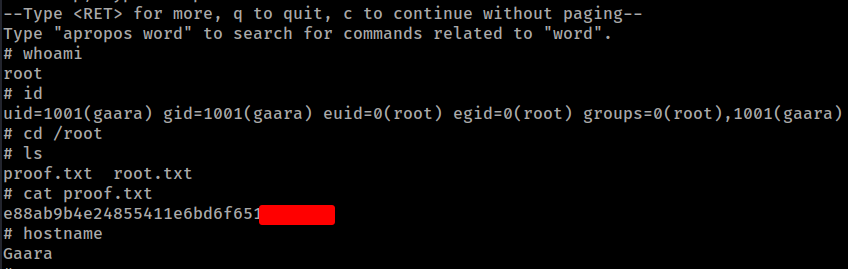 --Type <RET> for more, q to quit, c to continue without paging--
Type "apropos word" to search for commands related to "word".
# whoami
root
# id
uid=1001(gaara) gid=1001(gaara) euid=0(root) egid=0(root) groups=0(root),1001(gaara)
# cd /root
# ls
proof.txt  root.txt
# cat proof.txt
e88ab9b4e24855411e6bd6f651
# hostname
Gaara